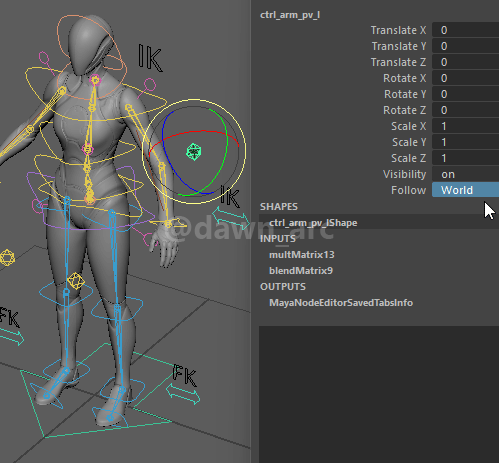 ctrl_arm_pv_l
Translate X 0
Translate Y 0
Translate Z 0
Rotate X 0
Rotate Y 0
Rotate Z 0
Scale X 1
Scale Y 1
Scale Z 1
Visibility on
Follow World
SHAPES
ctrl_arm_pv_lShape
INPUTS
multMatrix13
blendMatrix9
OUTPUTS
MayaNodeEditorSavedTabsInfo
IK
IK
@dawn_arc
FK
FK